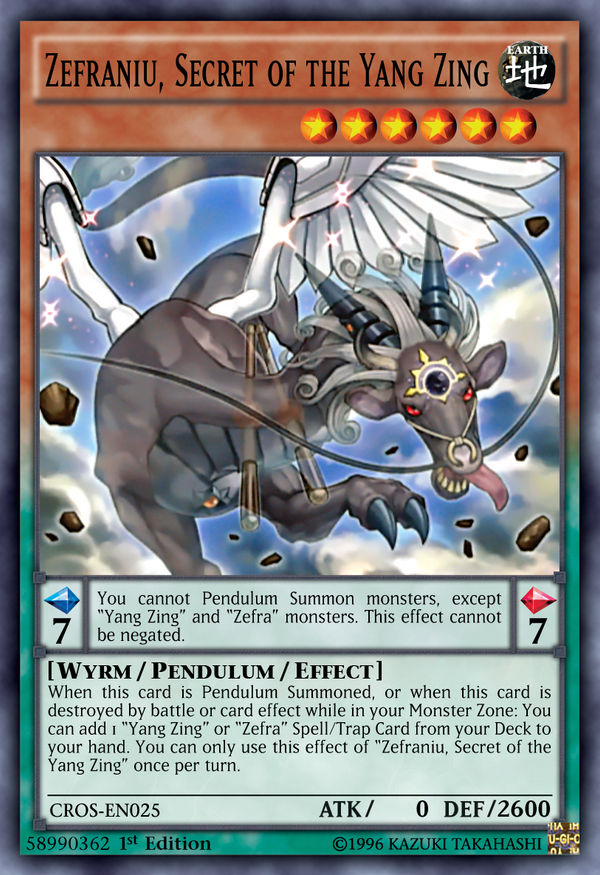 ZEFRANIU, SECRET OF THE YANG ZING
EARTH
地
You cannot Pendulum Summon monsters, except
"Yang Zing" and "Zefra" monsters. This effect cannot
be negated.
7
7
[WYRM / PENDULUM / EFFECT]
When this card is Pendulum Summoned, or when this card is
destroyed by battle or card effect while in your Monster Zone: You
can add 1 "Yang Zing" or "Zefra" Spell/Trap Card from your Deck to
your hand. You can only use this effect of "Zefraniu, Secret of the
Yang Zing" once per turn.
CROS-EN025
ATK/ 0 DEF/2600
58990362 1st Edition
©1996 KAZUKI TAKAHASHI